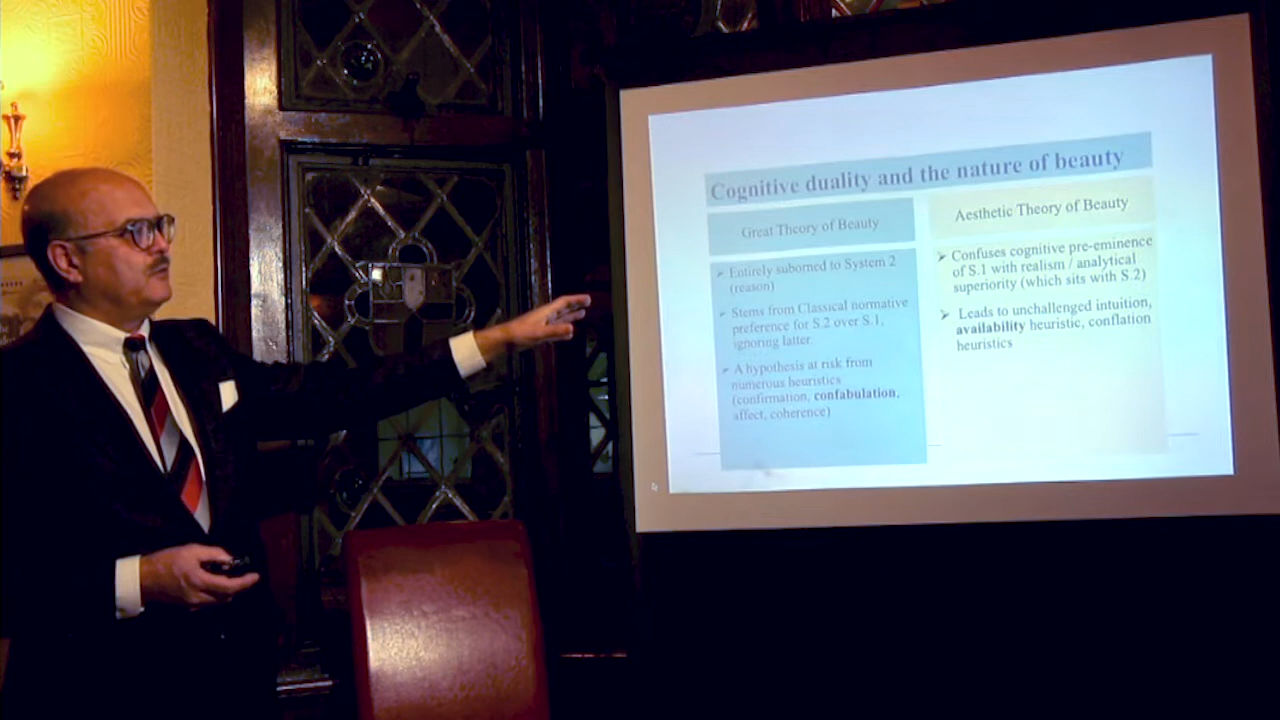 Cognitive duality and the nature of beauty
Great Theory of Beauty
Entirely suborned to System 2
(reason)
Stems from Classical normative
preference for S.2 over S.1,
ignoring latter.
A hypothesis at risk from
numerous heuristics
(confirmation, confabulation,
affect, coherence)
Aesthetic Theory of Beauty
Confuses cognitive pre-eminence
of S.1 with realism / analytical
superiority (which sits with S.2)
Leads to unchallenged intuition,
availability heuristic, conflation
heuristics